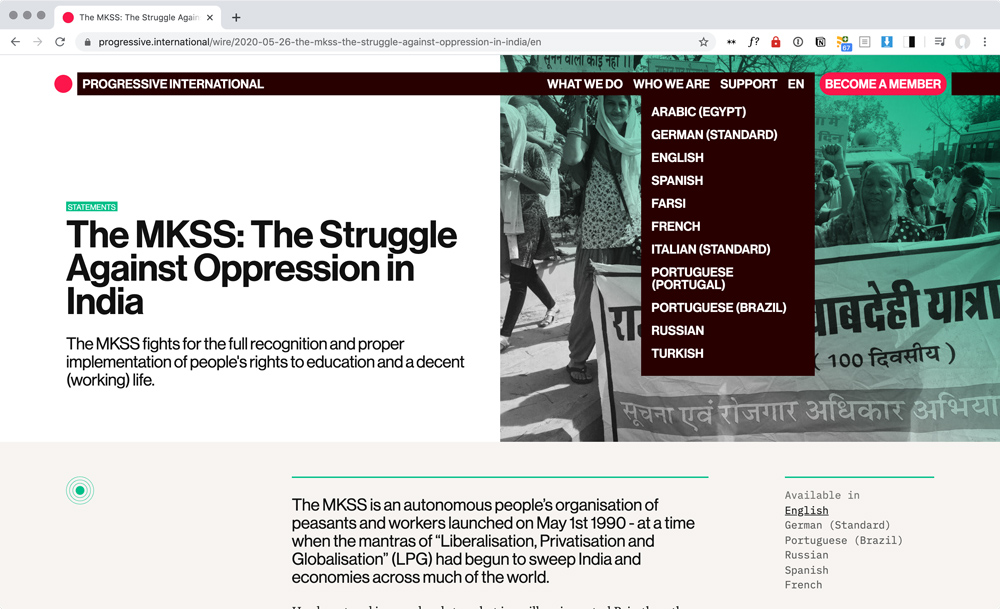 The MKSS: The Struggle Again
progressive.international/wire/2020-05-26-the-mkss-the-struggle-against-oppression-in-india/en
67
PROGRESSIVE INTERNATIONAL
WHAT WE DO
WHO WE ARE
SUPPORT
EN
BECOME A MEMBER
ARABIC (EGYPT)
GERMAN (STANDARD)
ENGLISH
SPANISH
FARSI
FRENCH
ITALIAN (STANDARD)
PORTUGUESE
(PORTUGAL)
PORTUGUESE (BRAZIL)
RUSSIAN
TURKISH
STATEMENTS
The MKSS: The Struggle
Against Oppression in
India
The MKSS fights for the full recognition and proper
implementation of people's rights to education and a decent
(working) life.
बदेही यात्रा
( 100 दिवसीय )
सूचना एवं रोजगार अधिकार अभिया
The MKSS is an autonomous people's organisation of
peasants and workers launched on May 1st 1990 - at a time
when the mantras of “Liberalisation, Privatisation and
Globalisation” (LPG) had begun to sweep India and
economies across much of the world.
Available in
English
German (Standard)
Portuguese (Brazil)
Russian
Spanish
French